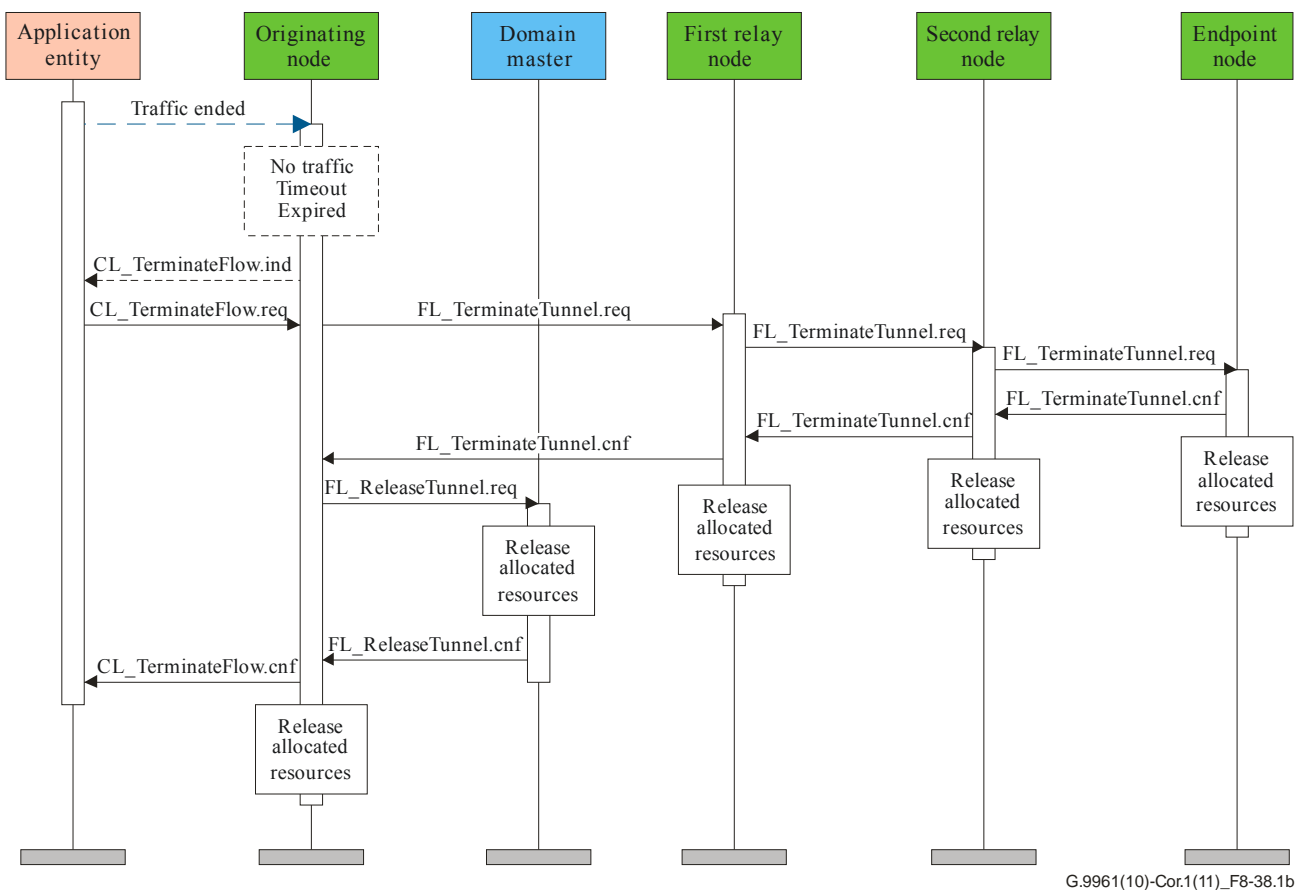 Application
entity
Originating
node
Domain
master
First relay
node
Second relay
node
Endpoint
node
Traffic ended
No traffic
Timeout
Expired
CL_TerminateFlow.ind
CL_TerminateFlow.req
FL_TerminateTunnel.req
FL_TerminateTunnel.req
FL_TerminateTunnel.req
FL_TerminateTunnel.cnf
FL_TerminateTunnel.cnf
FL_TerminateTunnel.cnf
Release
allocated
resources
Release
allocated
resources
FL_ReleaseTunnel.req
Release
allocated
resources
Release
allocated
resources
FL_ReleaseTunnel.cnf
CL_TerminateFlow.cnf
Release
allocated
resources
G.9961(10)-Cor.1(11)_F8-38.1b